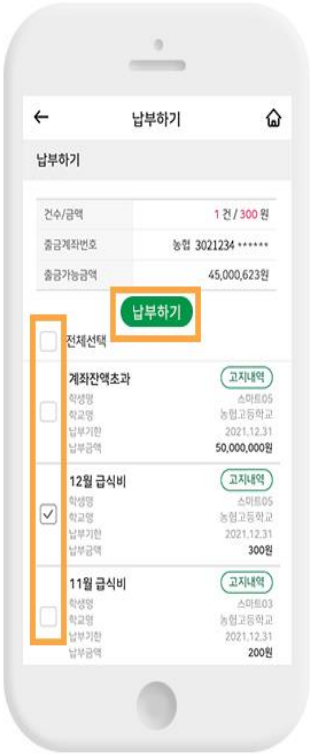 납부하기
납부하기
건수/금액 1 건 / 300 원
출금계좌번호 농협 3021234 ******
출금가능금액 45,000,623원
납부하기
전체선택
계좌잔액초과 고지내역
학생명 스마트05
학교명 농협고등학교
납부기한 2021.12.31
납부금액 50,000,000원
12월 급식비 고지내역
학생명 스마트05
학교명 농협고등학교
납부기한 2021.12.31
납부금액 300원
11월 급식비 고지내역
학생명 스마트03
학교명 농협고등학교
납부기한 2021.12.31
납부금액 200원